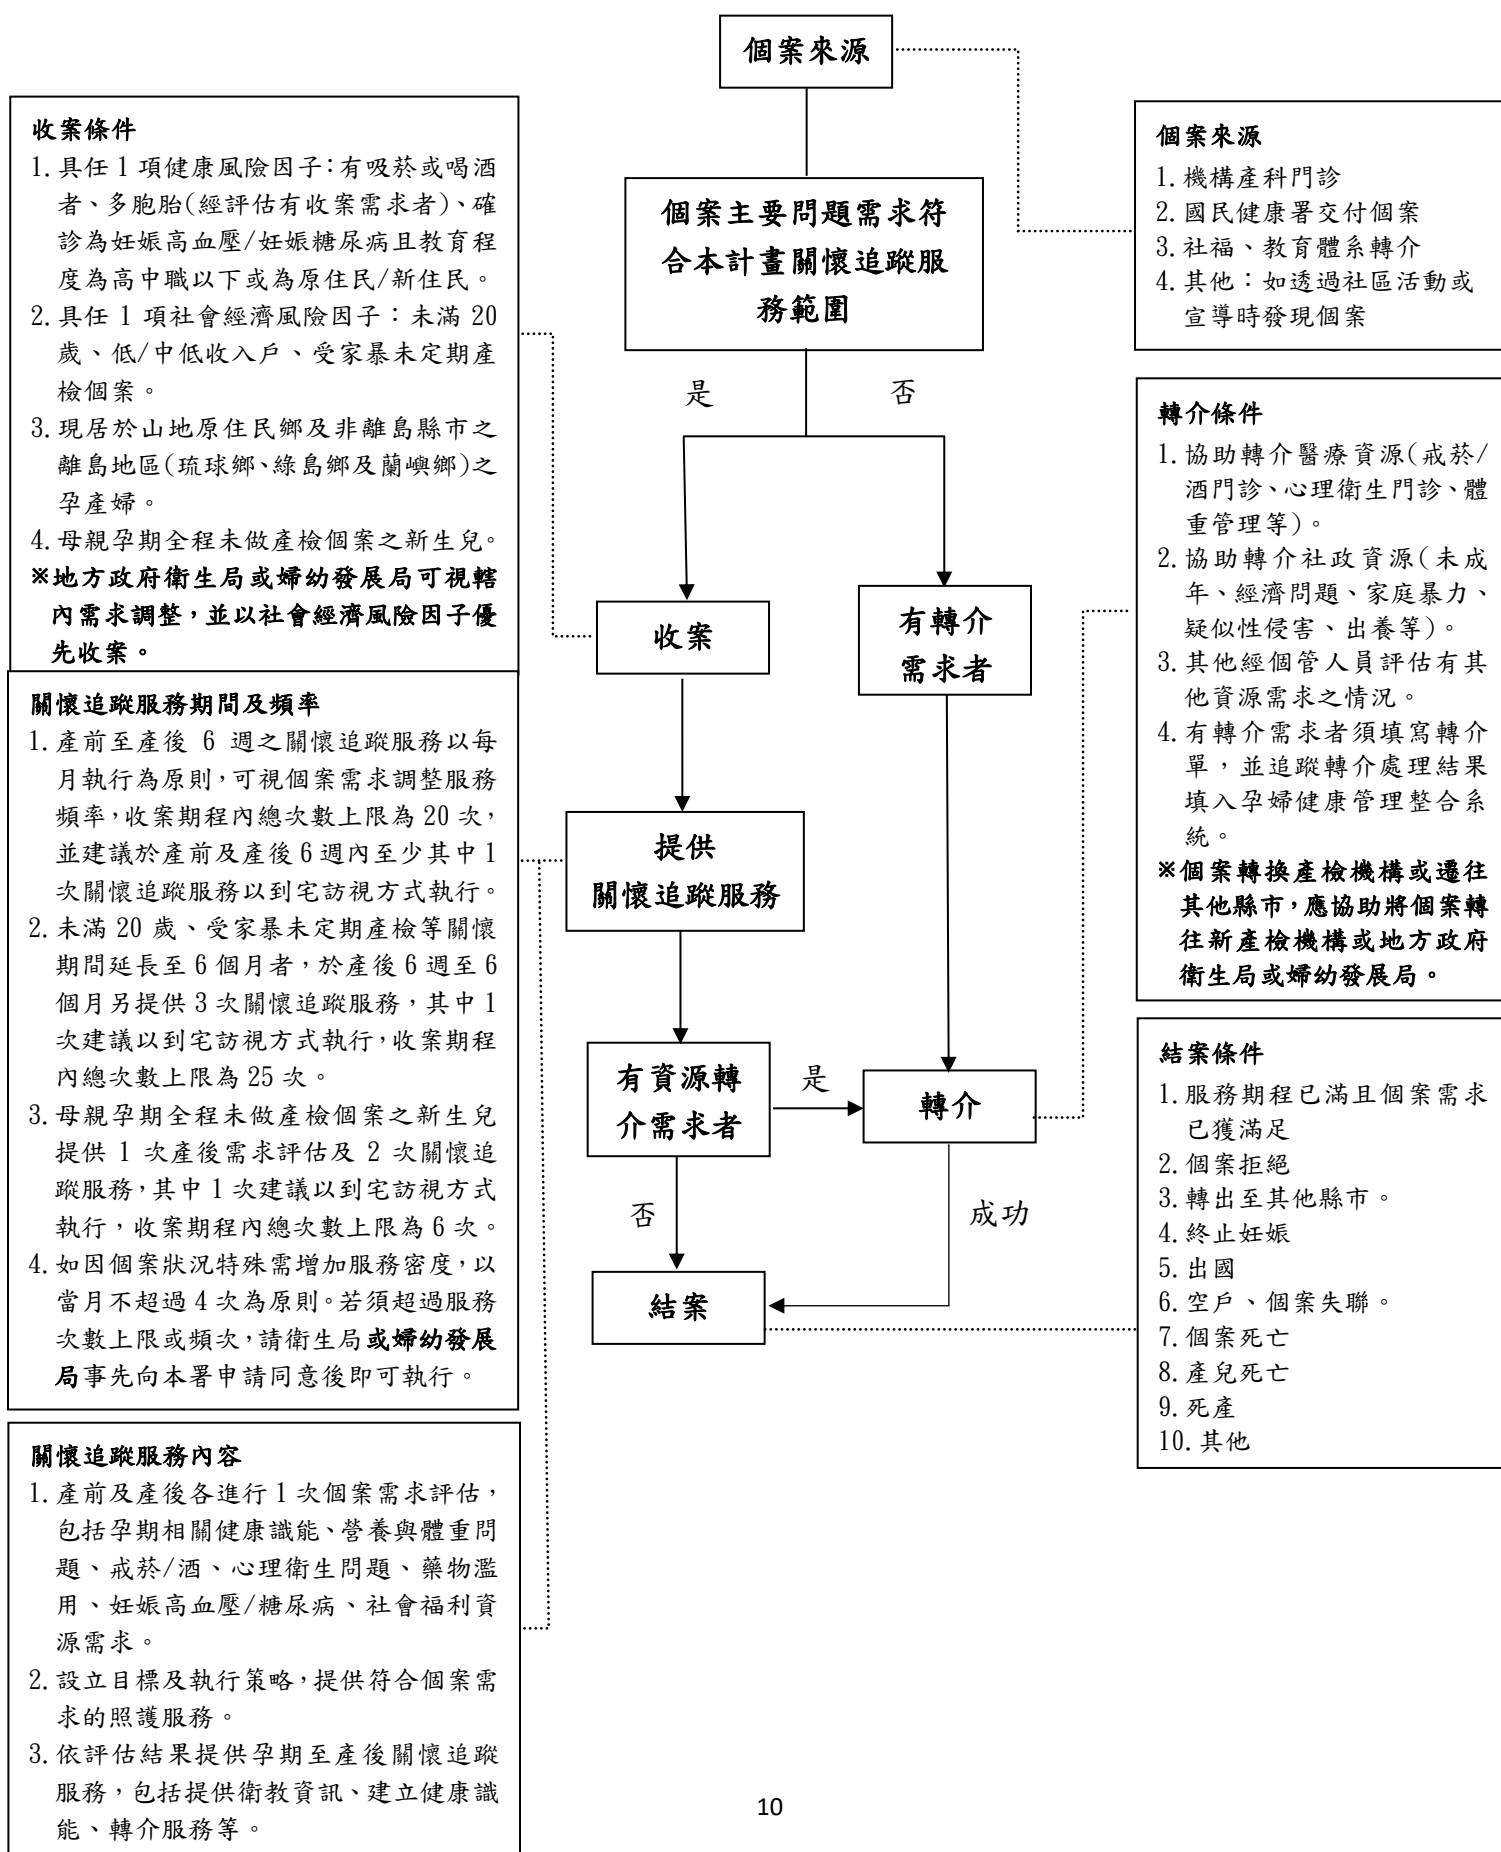 個案來源
收案條件
1.具任 1 項健康風險因子:有吸菸或喝酒
者、多胞胎(經評估有收案需求者)、確
診為妊娠高血壓/妊娠糖尿病且教育程
度為高中職以下或為原住民/新住民。
2.具任 1 項社會經濟風險因子：未滿 20
歲、低/中低收入戶、受家暴未定期產
檢個案。
3.現居於山地原住民鄉及非離島縣市之
離島地區(琉球鄉、綠島鄉及蘭嶼鄉)之
孕產婦。
4.母親孕期全程未做產檢個案之新生兒。
※地方政府衛生局或婦幼發展局可視轄
內需求調整，並以社會經濟風險因子優
先收案。
個案主要問題需求符
合本計畫關懷追蹤服
務範圍
個案來源
1.機構產科門診
2.國民健康署交付個案
3.社福、教育體系轉介
4.其他：如透過社區活動或
宣導時發現個案
是
否
收案
有轉介
需求者
轉介條件
1.協助轉介醫療資源(戒菸/
酒門診、心理衛生門診、體
重管理等)。
2.協助轉介社政資源(未成
年、經濟問題、家庭暴力、
疑似性侵害、出養等)。
3.其他經個管人員評估有其
他資源需求之情況。
4.有轉介需求者須填寫轉介
單，並追蹤轉介處理結果
填入孕婦健康管理整合系
統。
※個案轉換產檢機構或遷往
其他縣市，應協助將個案轉
往新產檢機構或地方政府
衛生局或婦幼發展局。
關懷追蹤服務期間及頻率
1.產前至產後 6 週之關懷追蹤服務以每
月執行為原則，可視個案需求調整服務
頻率，收案期程內總次數上限為 20 次，
並建議於產前及產後 6 週內至少其中 1
次關懷追蹤服務以到宅訪視方式執行。
2.未滿 20 歲、受家暴未定期產檢等關懷
期間延長至 6 個月者，於產後 6 週至 6
個月另提供 3 次關懷追蹤服務，其中 1
次建議以到宅訪視方式執行，收案期程
內總次數上限為 25 次。
3.母親孕期全程未做產檢個案之新生兒
提供 1 次產後需求評估及 2 次關懷追
蹤服務，其中 1 次建議以到宅訪視方式
執行，收案期程內總次數上限為 6 次。
4.如因個案狀況特殊需增加服務密度，以
當月不超過 4 次為原則。若須超過服務
次數上限或頻次，請衛生局或婦幼發展
局事先向本署申請同意後即可執行。
提供
關懷追蹤服務
有資源轉
介需求者
是
轉介
否
成功
結案
結案條件
1.服務期程已滿且個案需求
已獲滿足
2.個案拒絕
3.轉出至其他縣市。
4.終止妊娠
5.出國
6.空戶、個案失聯。
7.個案死亡
8.產兒死亡
9.死產
10.其他
關懷追蹤服務內容
1.產前及產後各進行 1 次個案需求評估，
包括孕期相關健康識能、營養與體重問
題、戒菸/酒、心理衛生問題、藥物濫
用、妊娠高血壓/糖尿病、社會福利資
源需求。
2.設立目標及執行策略，提供符合個案需
求的照護服務。
3.依評估結果提供孕期至產後關懷追蹤
服務，包括提供衛教資訊、建立健康識
能、轉介服務等。
10